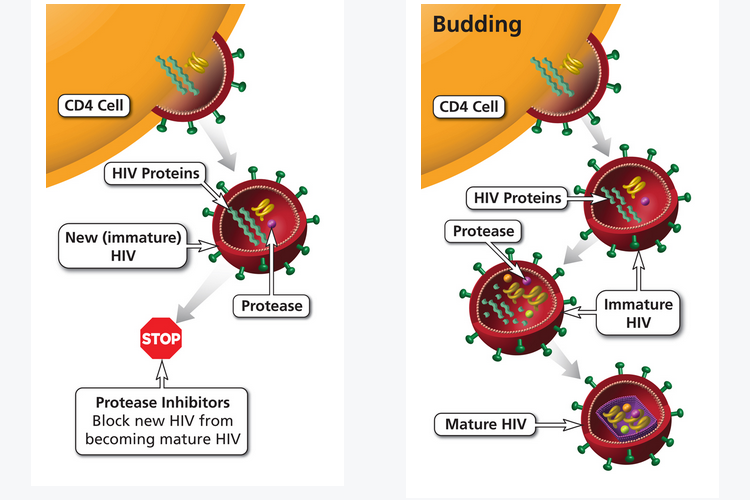 CD4 Cell
HIV Proteins
New (immature)
HIV
Protease
STOP
Protease Inhibitors
Block new HIV from
becoming mature HIV
Budding
CD4 Cell
HIV Proteins
Protease
Immature
HIV
Mature HIV